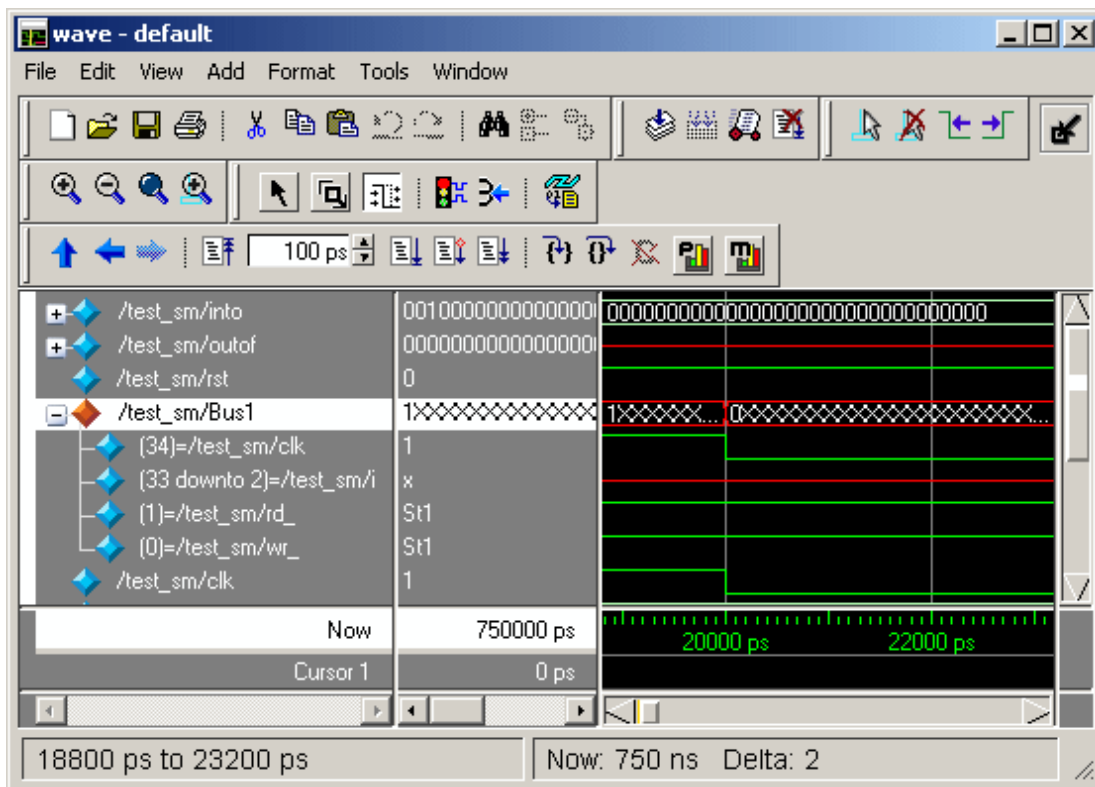 wave - default
File Edit View Add Format Tools Window
100 ps
/test_sm/into 0010000000000000 0000000000000000000000000000000
/test_sm/outof 0000000000000000
/test_sm/rst 0
/test_sm/Bus1 1XXXXXXXXXXXXX 1XXXXXX... 0XXXXXXXXXXXXXXXXXXXXX...
(34)=/test_sm/clk 1
(33 downto 2)=/test_sm/i x
(1)=/test_sm/rd_ St1
(0)=/test_sm/wr_ St1
/test_sm/clk 1
Now 750000 ps 20000 ps 22000 ps
Cursor 1 0 ps
18800 ps to 23200 ps Now: 750 ns Delta: 2